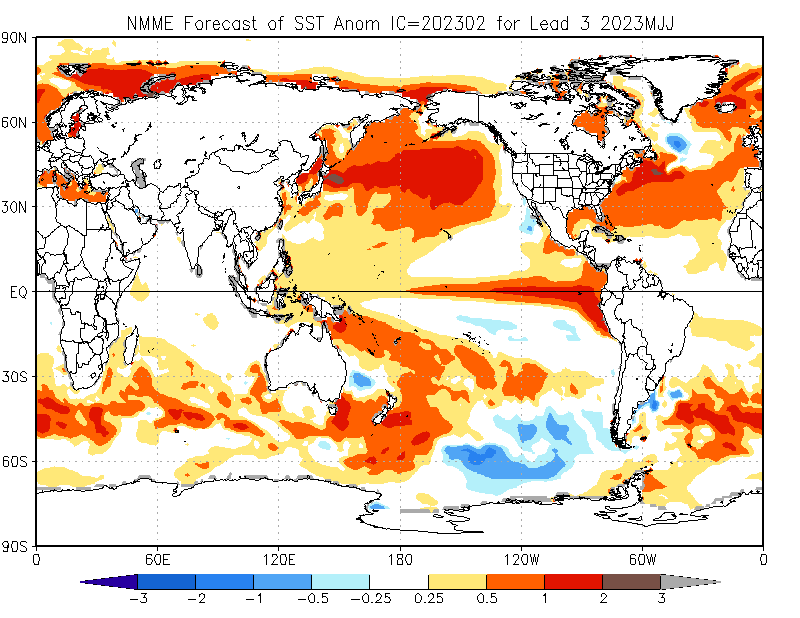 NMME Forecast of SST Anom IC=202302 for Lead 3 2023MJJ
90N
60N
30N
EQ
30S
60S
90S
0 60E 120E 180 120W 60W 0
-3 -2 -1 -0.5 -0.25 0.25 0.5 1 2 3